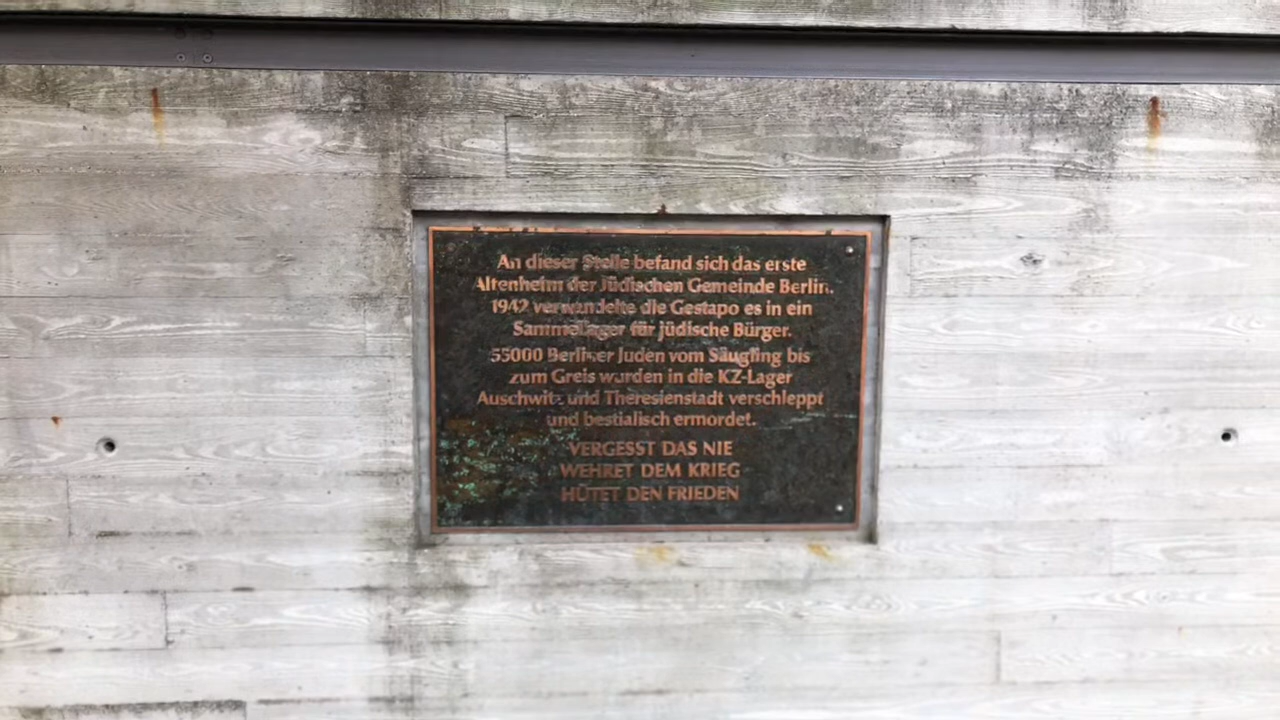 An dieser Stelle befand sich das erste
Altenheim der Jüdischen Gemeinde Berlin.
1942 verwandelte die Gestapo es in ein
Sammellager für jüdische Bürger.
55000 Berliner Juden vom Säugling bis
zum Greis wurden in die KZ-Lager
Auschwitz und Theresienstadt verschleppt
und bestialisch ermordet.
VERGESST DAS NIE
WEHRET DEM KRIEG
HÜTET DEN FRIEDEN